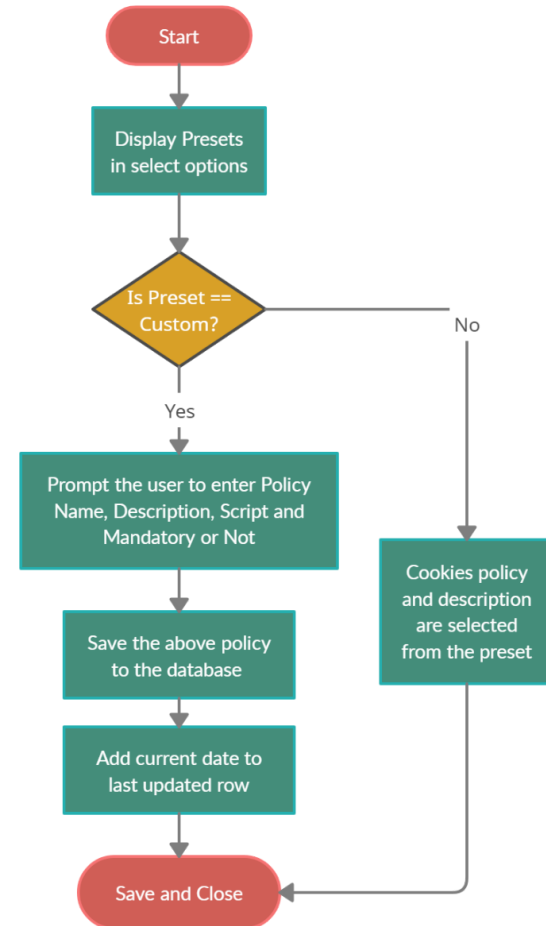 Start
Display Presets
in select options
Is Preset ==
Custom?
No
Yes
Prompt the user to enter Policy
Name, Description, Script and
Mandatory or Not
Cookies policy
and description
are selected
from the preset
Save the above policy
to the database
Add current date to
last updated row
Save and Close